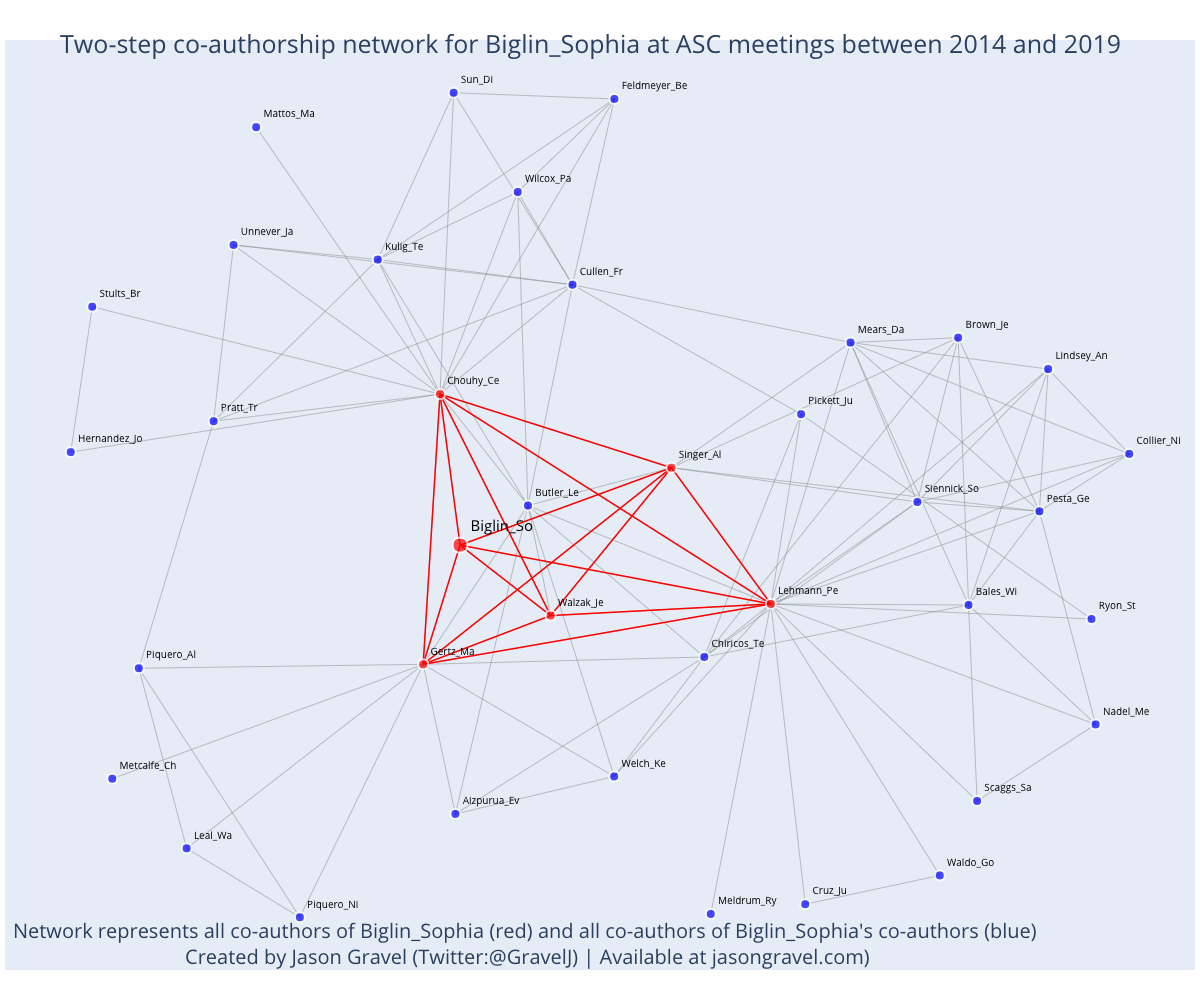 Two-step co-authorship network for Biglin_Sophia at ASC meetings between 2014 and 2019
Sun_Di
Feldmeyer_Be
Mattos_Ma
Wilcox_Pa
Unnever_Ja
Kulig_Te
Cullen_Fr
Stults_Br
Mears_Da
Brown_Je
Lindsey_An
Chouhy_Ce
Pickett_Ju
Pratt_Tr
Hernandez_Jo
Collier_Ni
Singer_Al
Butler_Le
Siennick_So
Pesta_Ge
Biglin_So
Walzak_Je
Lehmann_Pe
Bales_Wi
Ryon_St
Chiricos_Te
Gertz_Ma
Piquero_Al
Nadel_Me
Metcalfe_Ch
Welch_Ke
Aizpurua_Ev
Scaggs_Sa
Leal_Wa
Waldo_Go
Cruz_Ju
Meldrum_Ry
Piquero_Ni
Network represents all co-authors of Biglin_Sophia (red) and all co-authors of Biglin_Sophia's co-authors (blue)
Created by Jason Gravel (Twitter:@GravelJ) | Available at jasongravel.com)